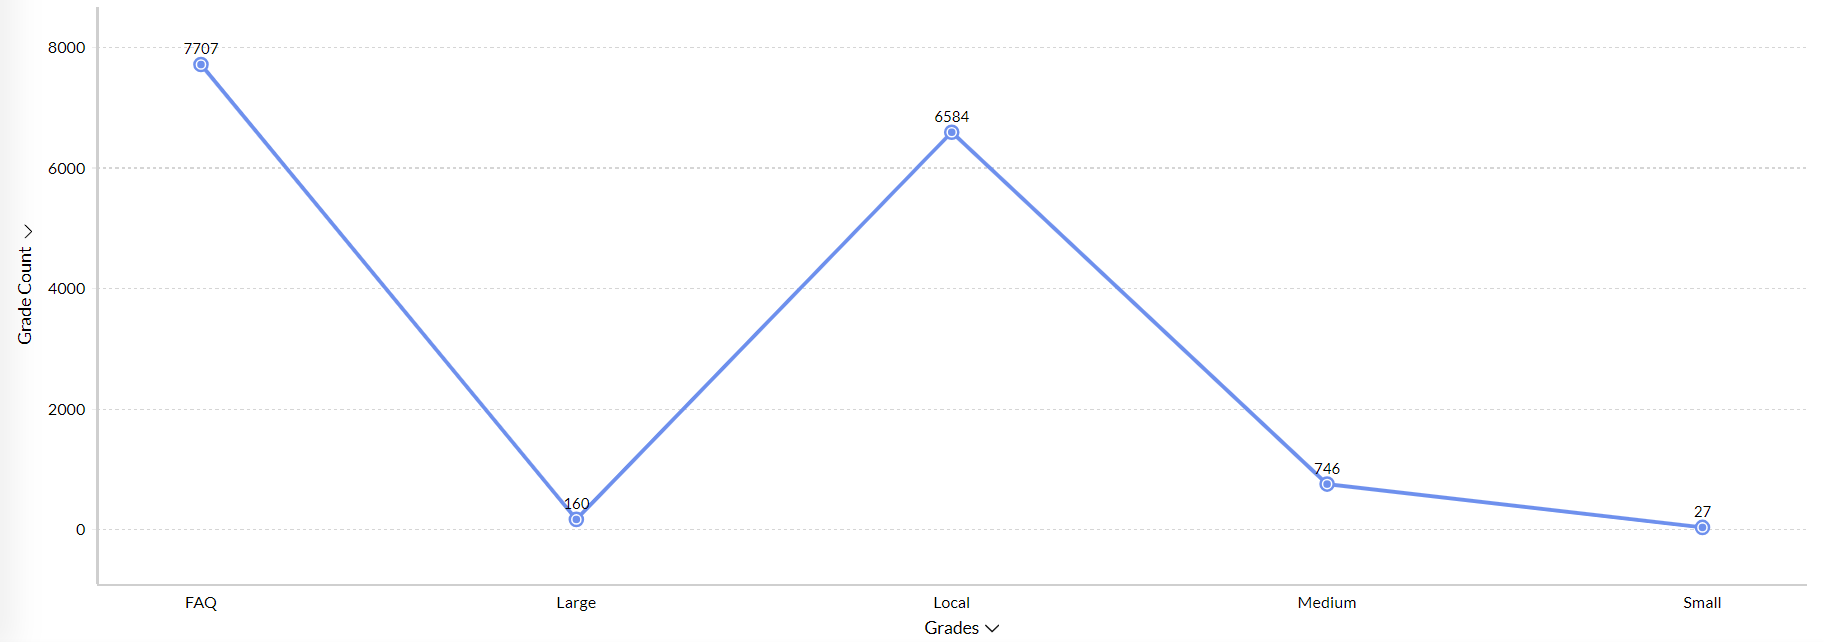 8000
7707
6584
6000
Grade Count
4000
2000
746
160
27
0
FAQ
Large
Local
Medium
Small
Grades